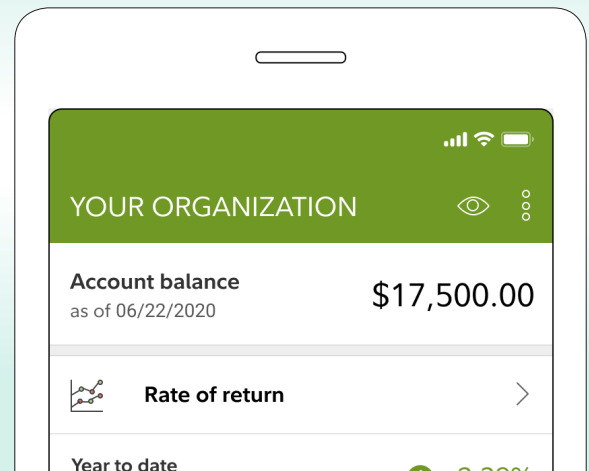 YOUR ORGANIZATION
Account balance
as of 06/22/2020
$17,500.00
Rate of return
Year to date